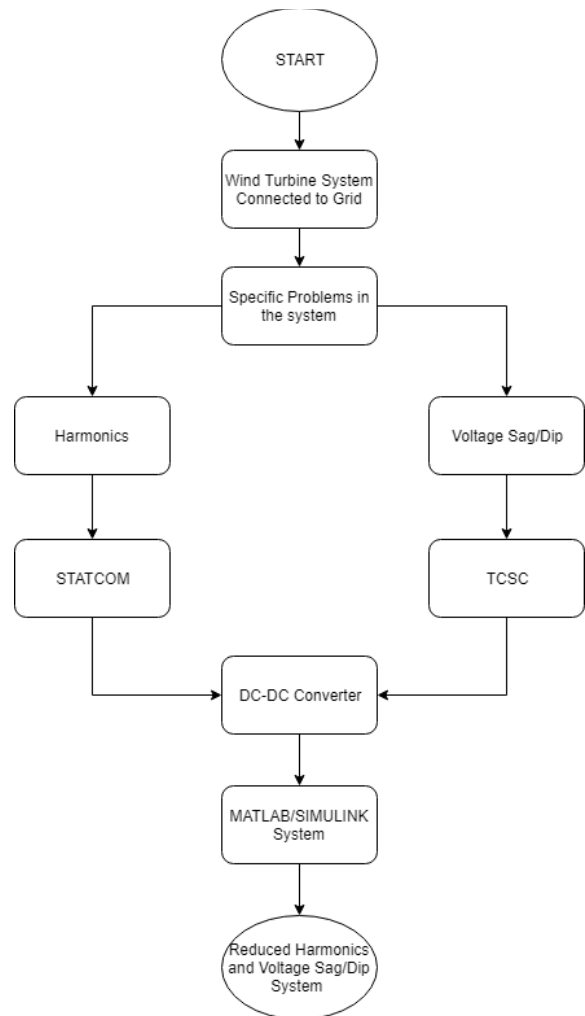 START
Wind Turbine System
Connected to Grid
Specific Problems in
the system
Harmonics
Voltage Sag/Dip
STATCOM
TCSC
DC-DC Converter
MATLAB/SIMULINK
System
Reduced Harmonics
and Voltage Sag/Dip
System